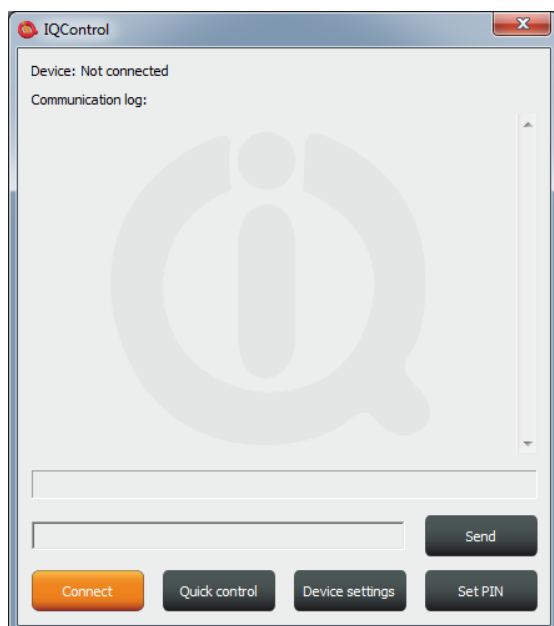 IQControl
Device: Not connected
Communication log:
Send
Connect Quick control Device settings Set PIN